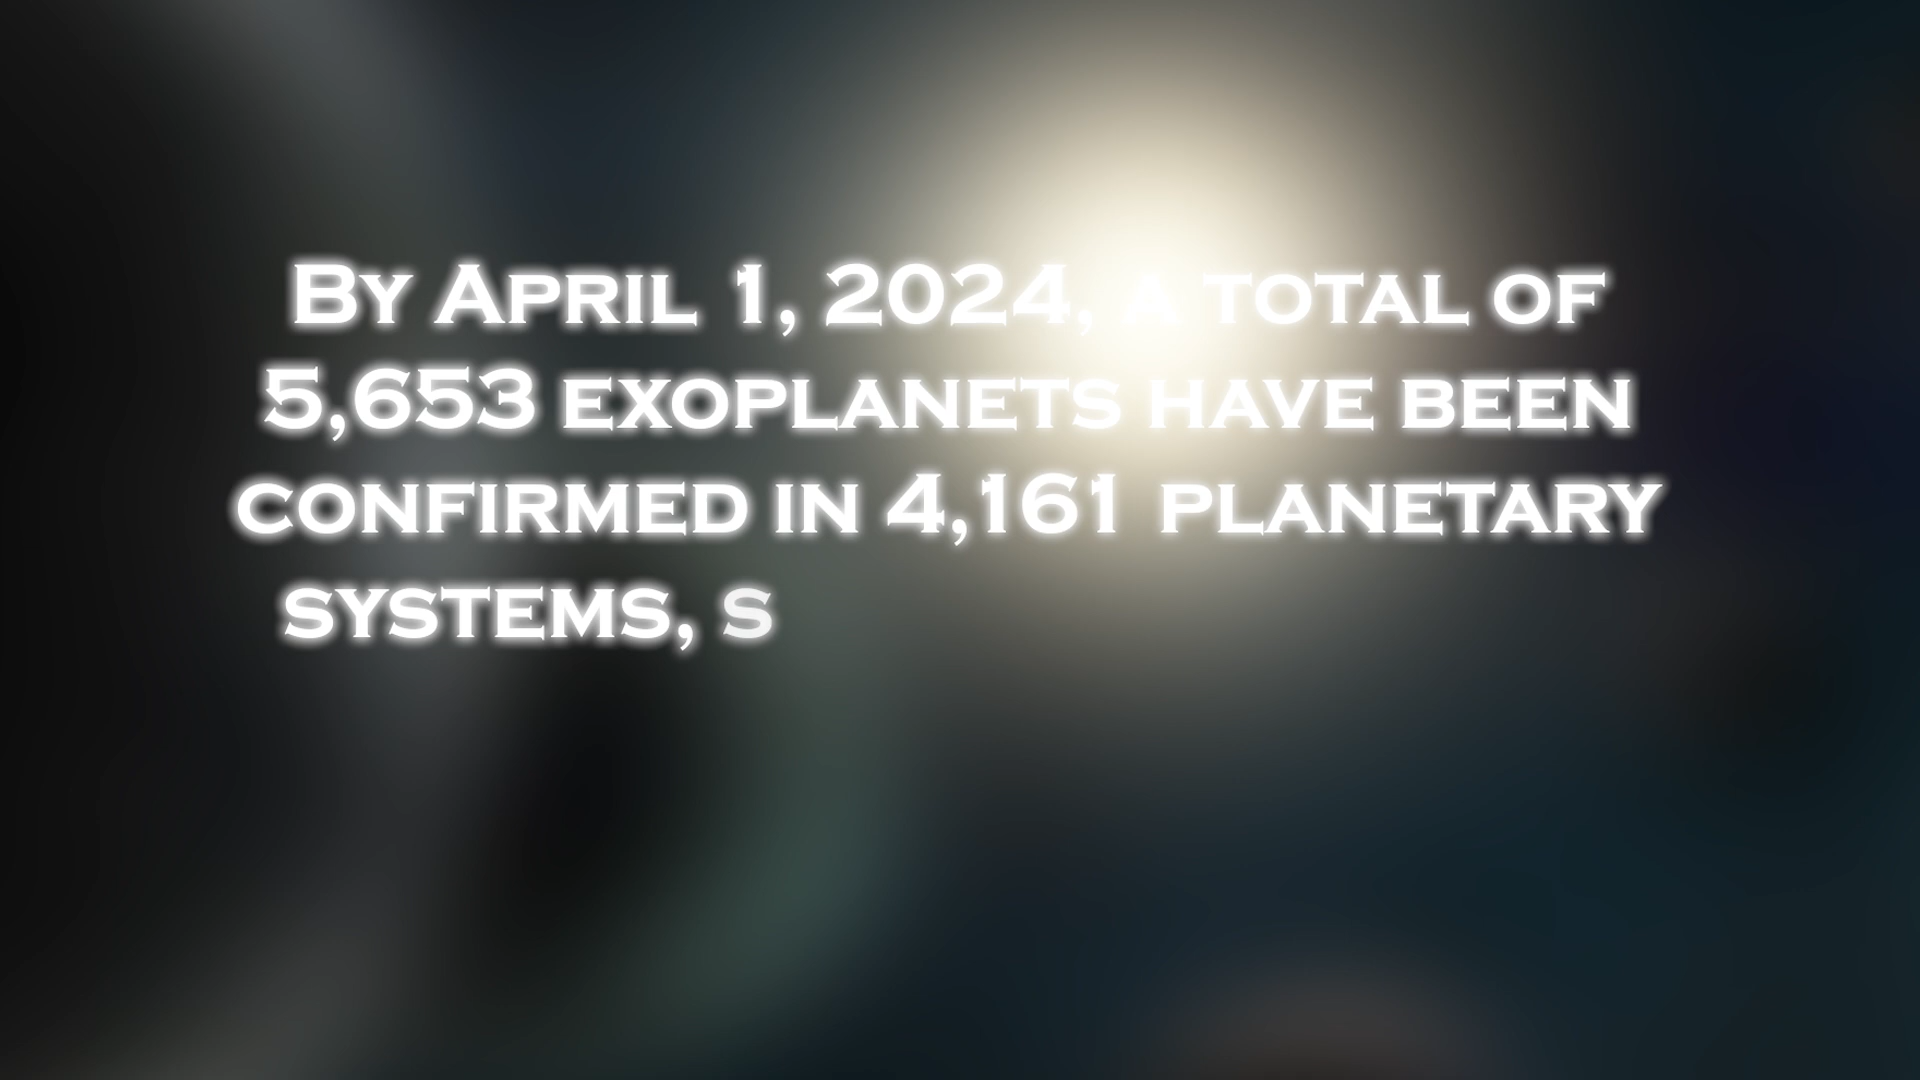 By April 1, 2024, a total of
5,653 exoplanets have been
confirmed in 4,161 planetary
systems, s